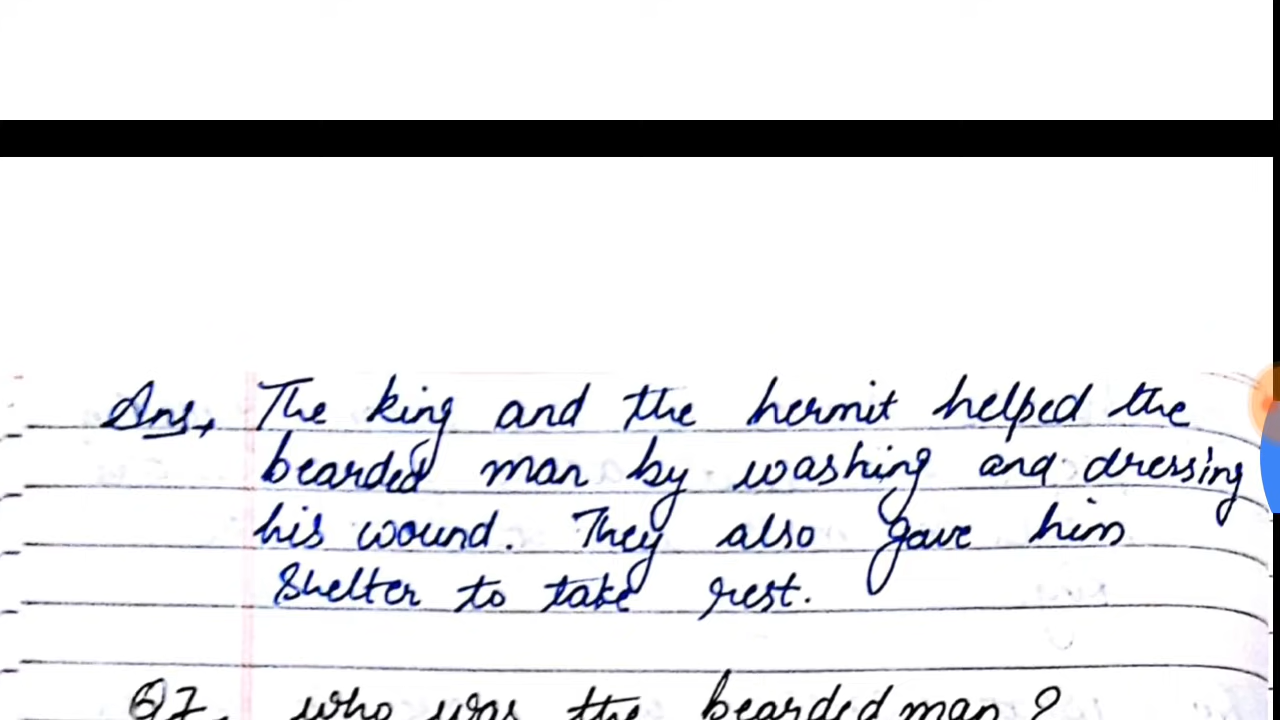 Ans, The king and the hermit helped the
bearded man by washing and dressing
his wound. They also gave him
Shelter to take rest.
Q7. who was the bearded man?